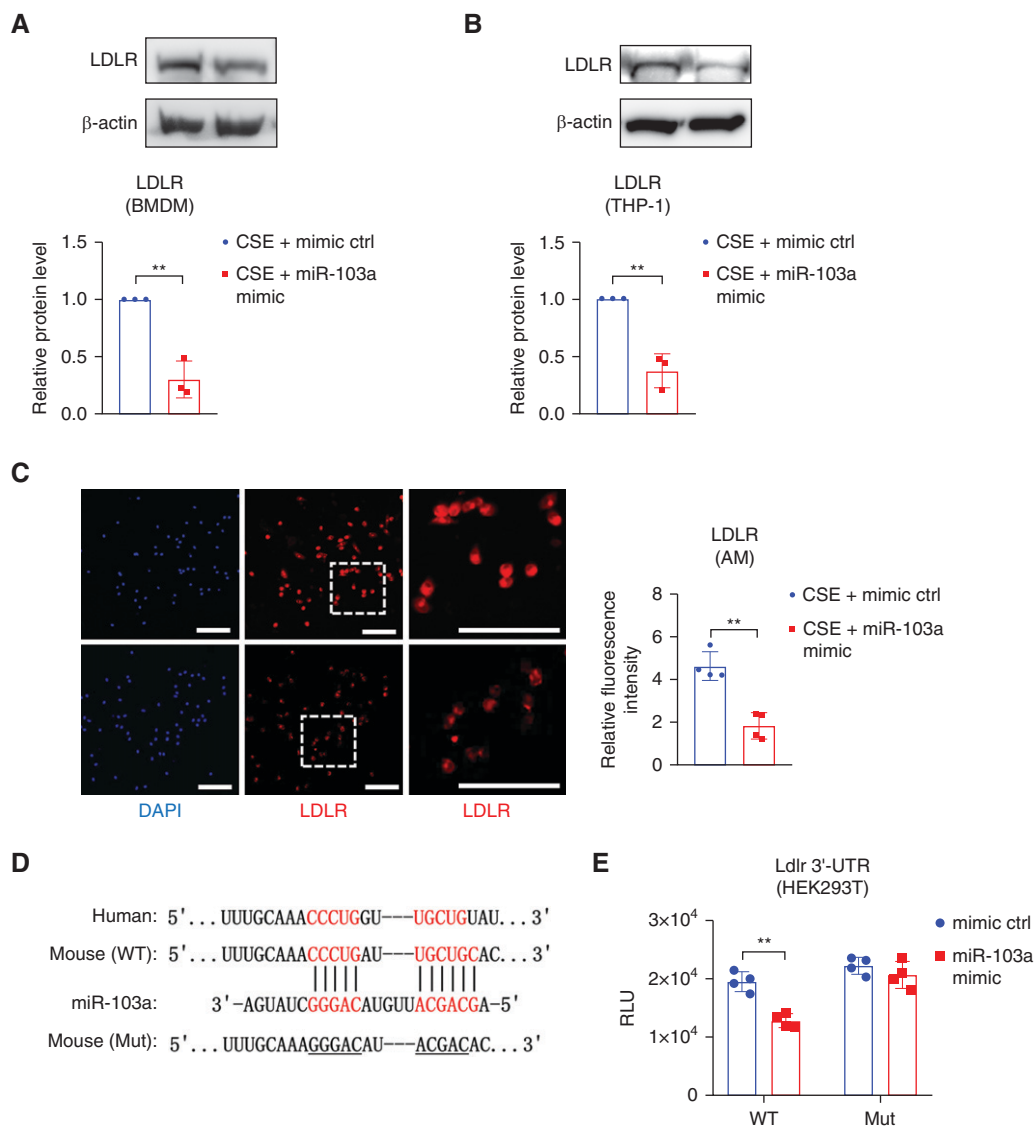 A
LDLR
β-actin
LDLR
(BMDM)
Relative protein level
1.5
1.0
0.5
0.0
**
CSE + mimic ctrl
CSE + miR-103a
mimic
B
LDLR
β-actin
LDLR
(THP-1)
Relative protein level
1.5
1.0
0.5
0.0
**
CSE + mimic ctrl
CSE + miR-103a
mimic
C
DAPI
LDLR
LDLR
LDLR
(AM)
Relative fluorescence
intensity
8
6
4
2
0
**
CSE + mimic ctrl
CSE + miR-103a
mimic
D
Human: 5'...UUUGCAAACCCUGGU---UGCUGUAU...3'
Mouse (WT): 5'...UUUGCAAACCCUGAU---UGCUGCAC...3'
miR-103a: 3'-AGUAUCGGGACAUGUUACGACGA-5'
Mouse (Mut): 5'...UUUGCAAAGGGACAU---ACGACAC...3'
E
Ldlr 3'-UTR
(HEK293T)
RLU
3×10⁴
2×10⁴
1×10⁴
0
**
WT
Mut
mimic ctrl
miR-103a
mimic